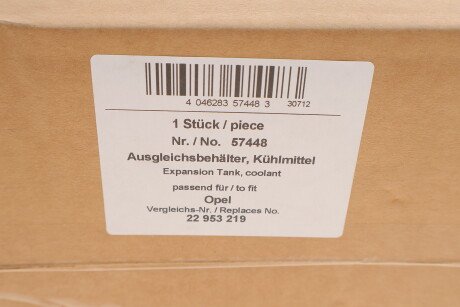 4 046283 57448 3 30712
1 Stück / piece
Nr. / No. 57448
Ausgleichsbehälter, Kühlmittel
Expansion Tank, coolant
passend für / to fit
Opel
Vergleichs-Nr. / Replaces No.
22 953 219